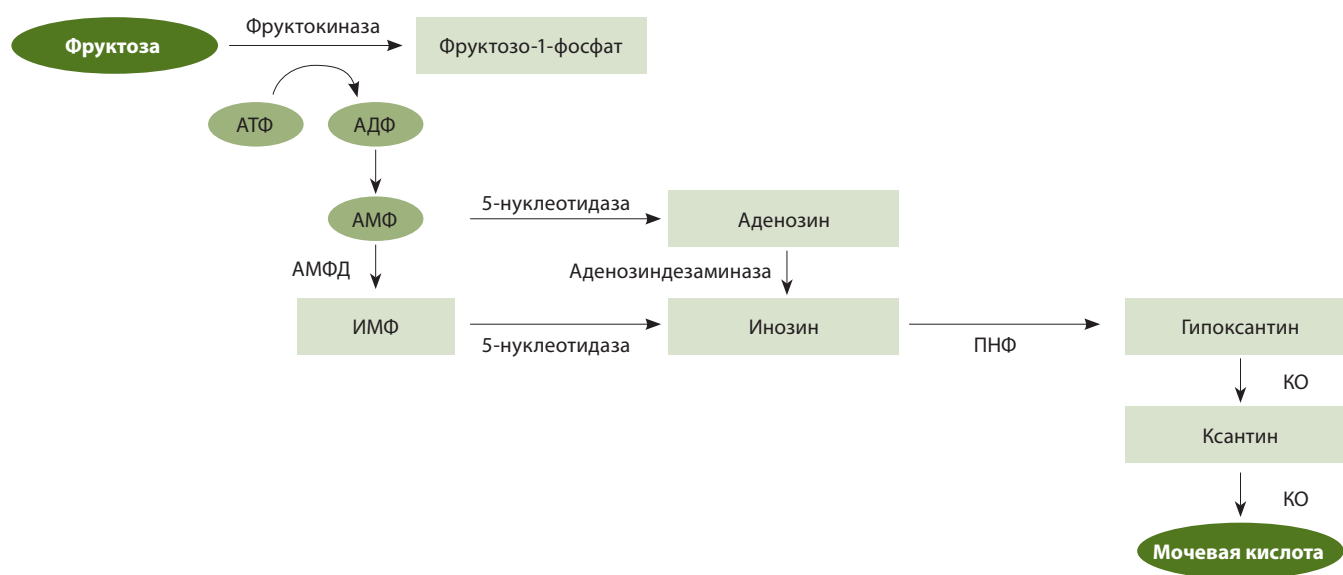 Фруктоза
Фруктокиназа
Фруктозо-1-фосфат
АТФ
АДФ
АМФ
5-нуклеотидаза
Аденозин
АМФД
Аденозиндезаминаза
ИМФ
5-нуклеотидаза
Инозин
ПНФ
Гипоксантин
КО
Ксантин
КО
Мочевая кислота